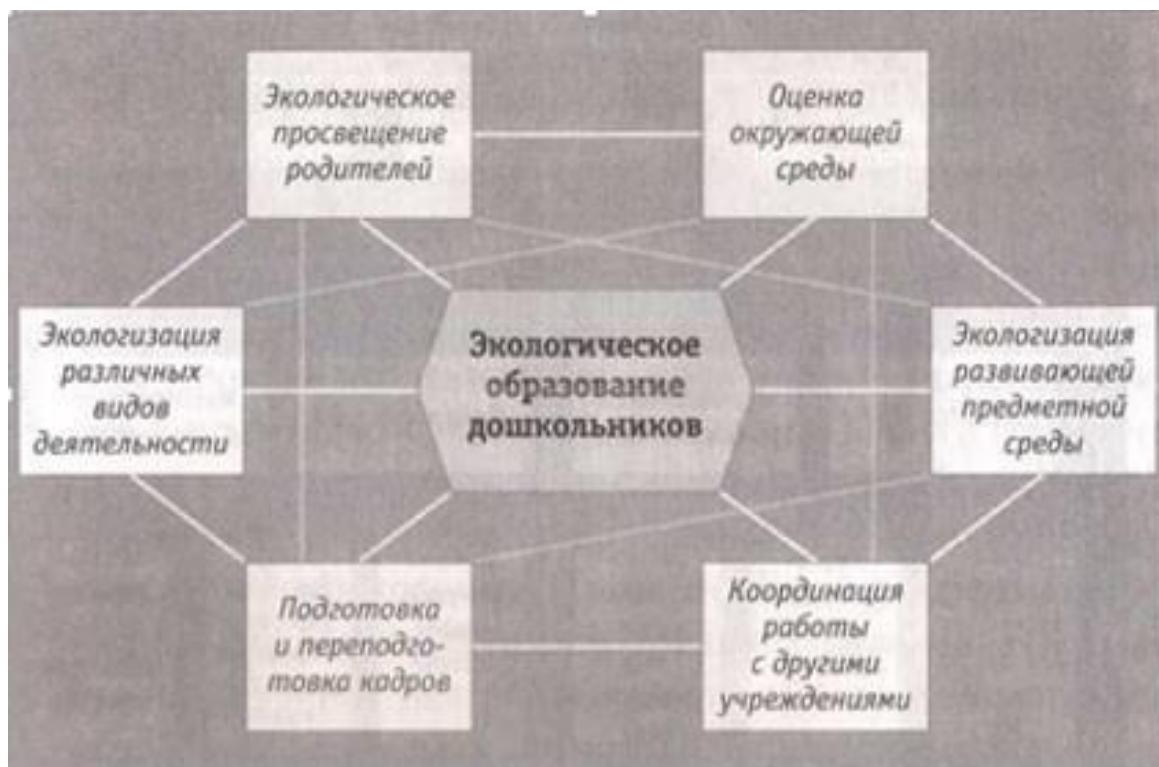 Экологическое
просвещение
родителей
Оценка
окружающей
среды
Экологизация
различных
видов
деятельности
Экологическое
образование
дошкольников
Экологизация
развивающей
предметной
среды
Подготовка
и переподго-
товка кадров
Координация
работы
с другими
учреждениями